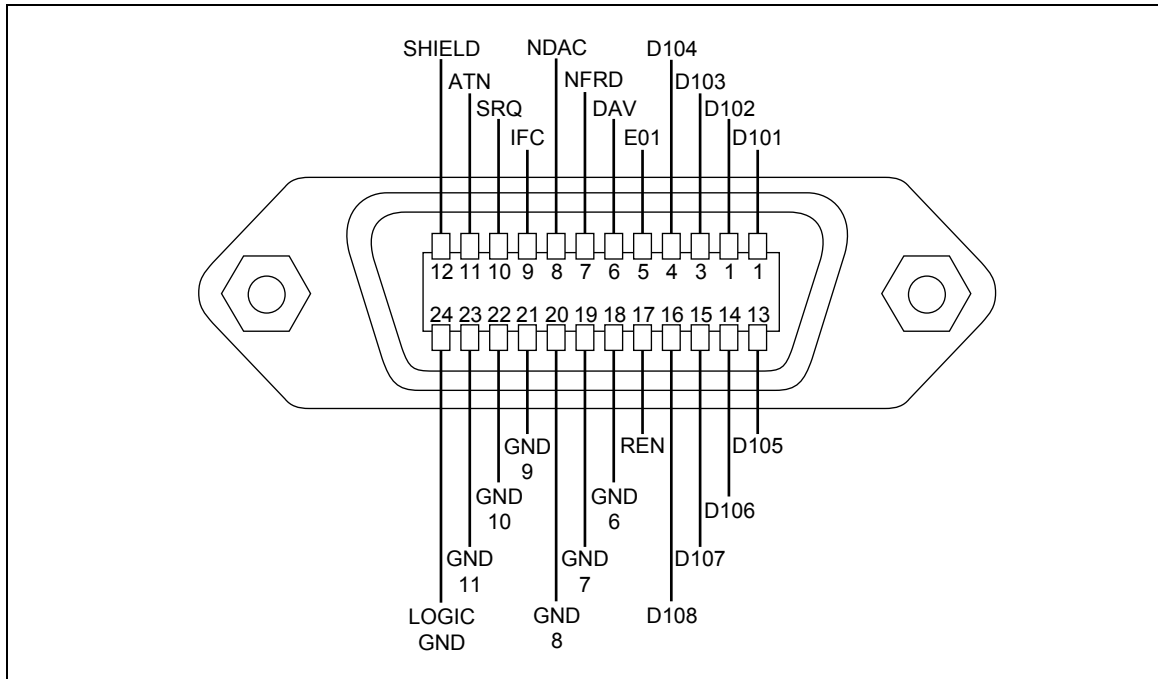 SHIELD NDAC D104
ATN NFRD D103
SRQ DAV D102
IFC E01 D101
12 11 10 9 8 7 6 5 4 3 1 1
24 23 22 21 20 19 18 17 16 15 14 13
GND 9 REN D105
GND 10 GND 6 D106
GND 11 GND 7 D107
LOGIC GND GND 8 D108